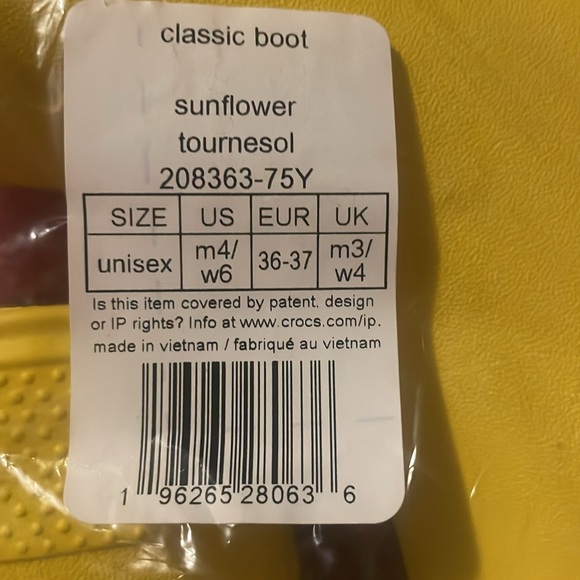 classic boot
sunflower
tournesol
208363-75Y
SIZE US EUR UK
unisex m4/ w6 36-37 m3/ w4
Is this item covered by patent, design
or IP rights? Info at www.crocs.com/ip.
made in vietnam / fabriqué au vietnam
1 96265 28063 6